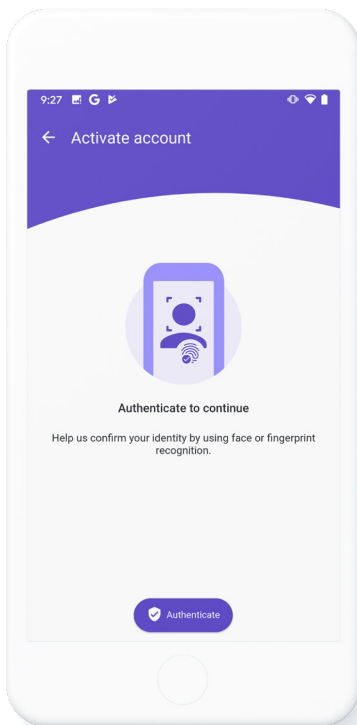 9:27 G
Activate account
Authenticate to continue
Help us confirm your identity by using face or fingerprint
recognition.
Authenticate